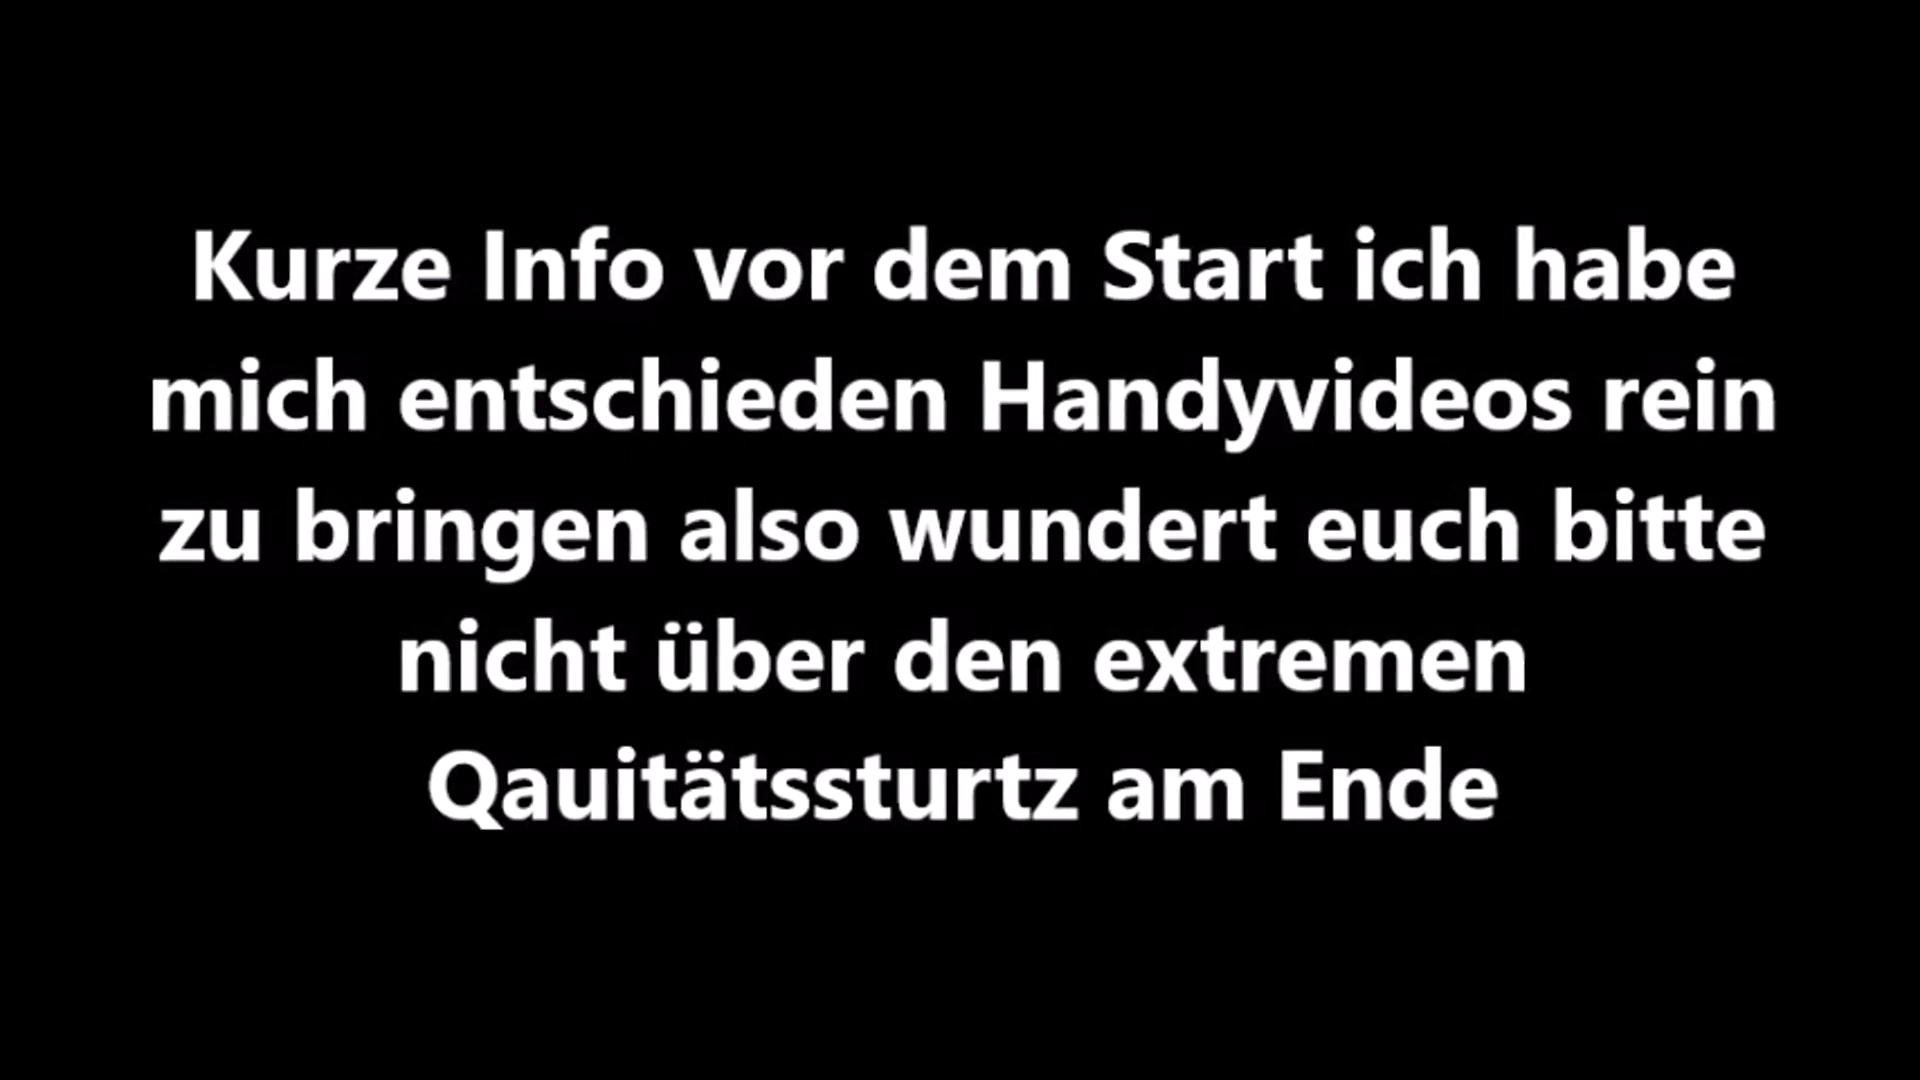 Kurze Info vor dem Start ich habe
mich entschieden Handyvideos rein
zu bringen also wundert euch bitte
nicht über den extremen
Qauitätssturtz am Ende